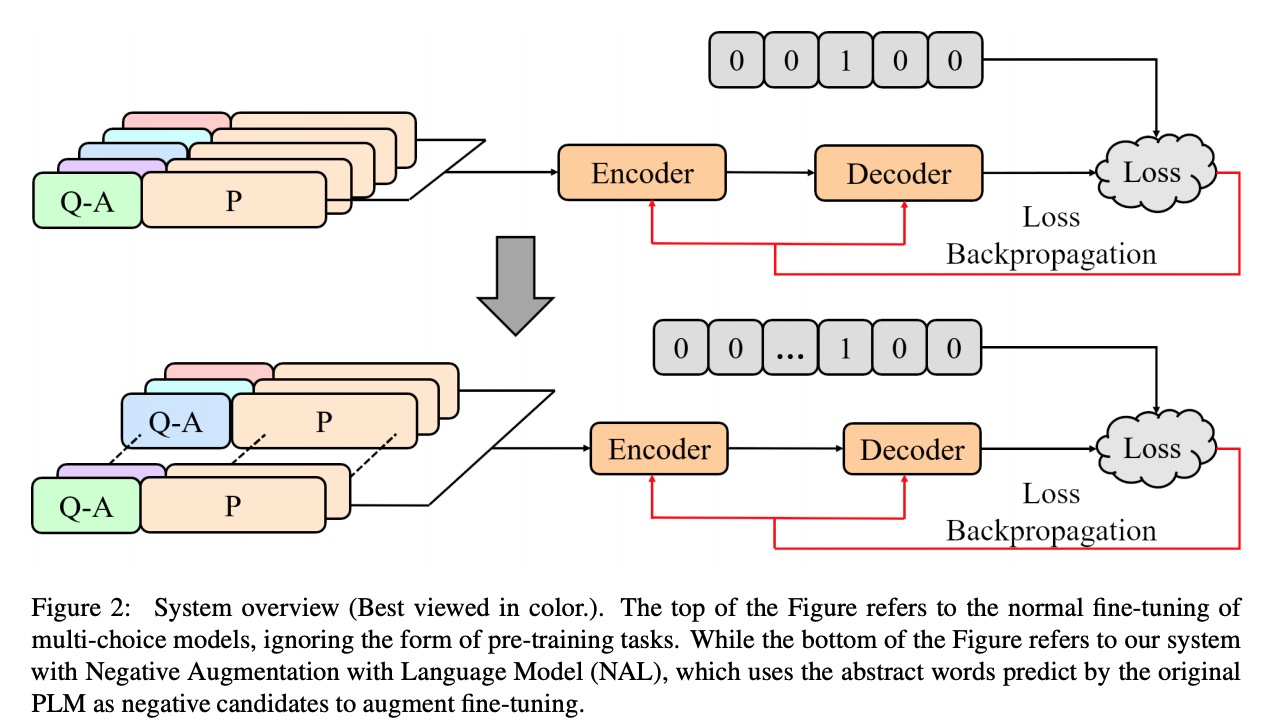 0 0 1 0 0
Q-A P
Encoder
Decoder
Loss
Loss
Backpropagation
0 0 ... 1 0 0
Q-A P
Q-A P
Encoder
Decoder
Loss
Loss
Backpropagation
Figure 2: System overview (Best viewed in color.). The top of the Figure refers to the normal fine-tuning of
multi-choice models, ignoring the form of pre-training tasks. While the bottom of the Figure refers to our system
with Negative Augmentation with Language Model (NAL), which uses the abstract words predict by the original
PLM as negative candidates to augment fine-tuning.